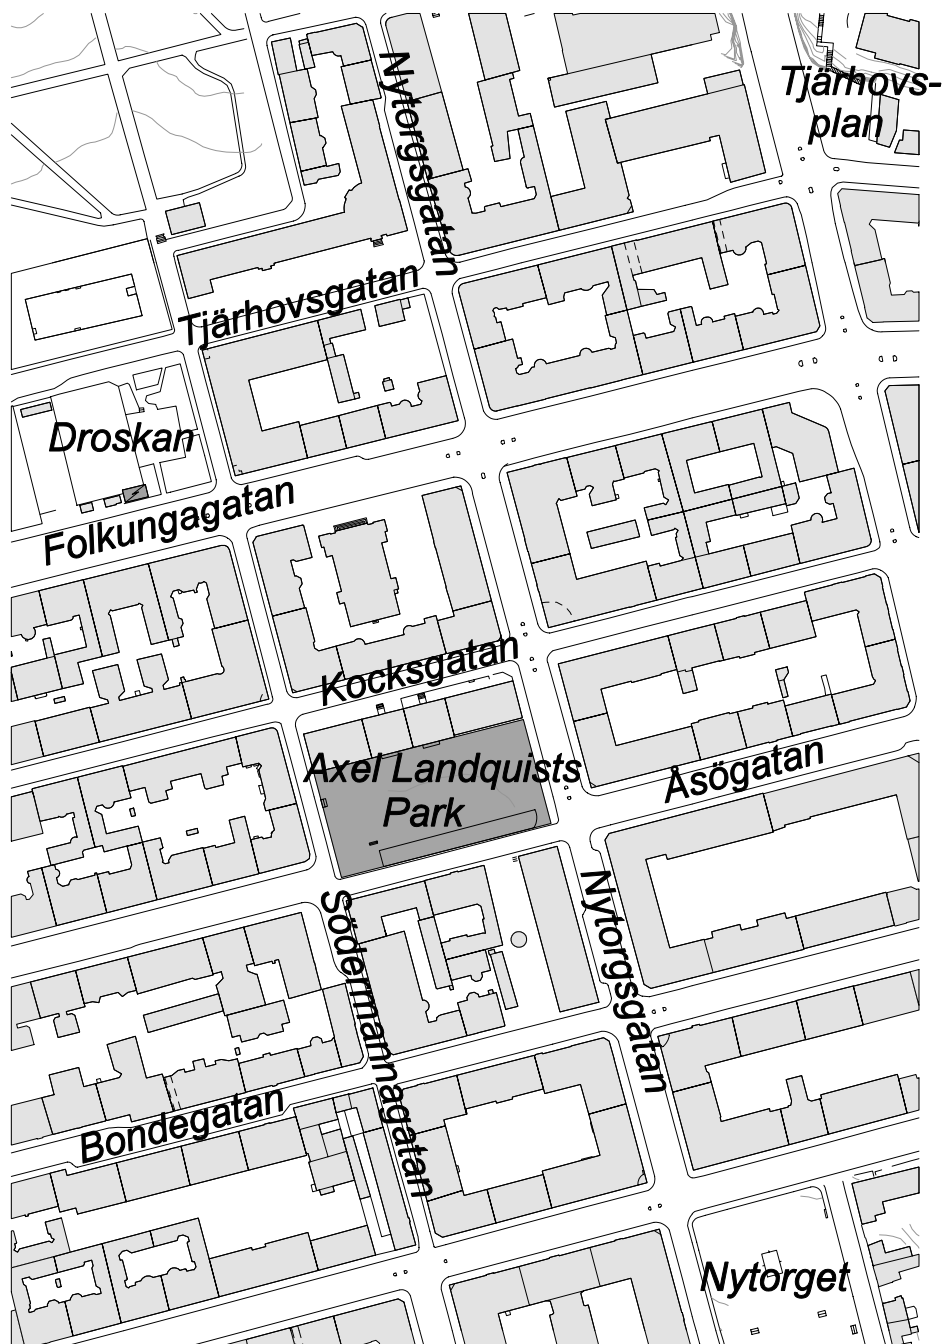 Nytorgsgatan
Tjärhovs-
plan
Tjärhovsgatan
Droskan
Folkungagatan
Kocksgatan
Axel Landquists
Park
Åsögatan
Nytorgsgatan
Södermannagatan
Bondegatan
Nytorget